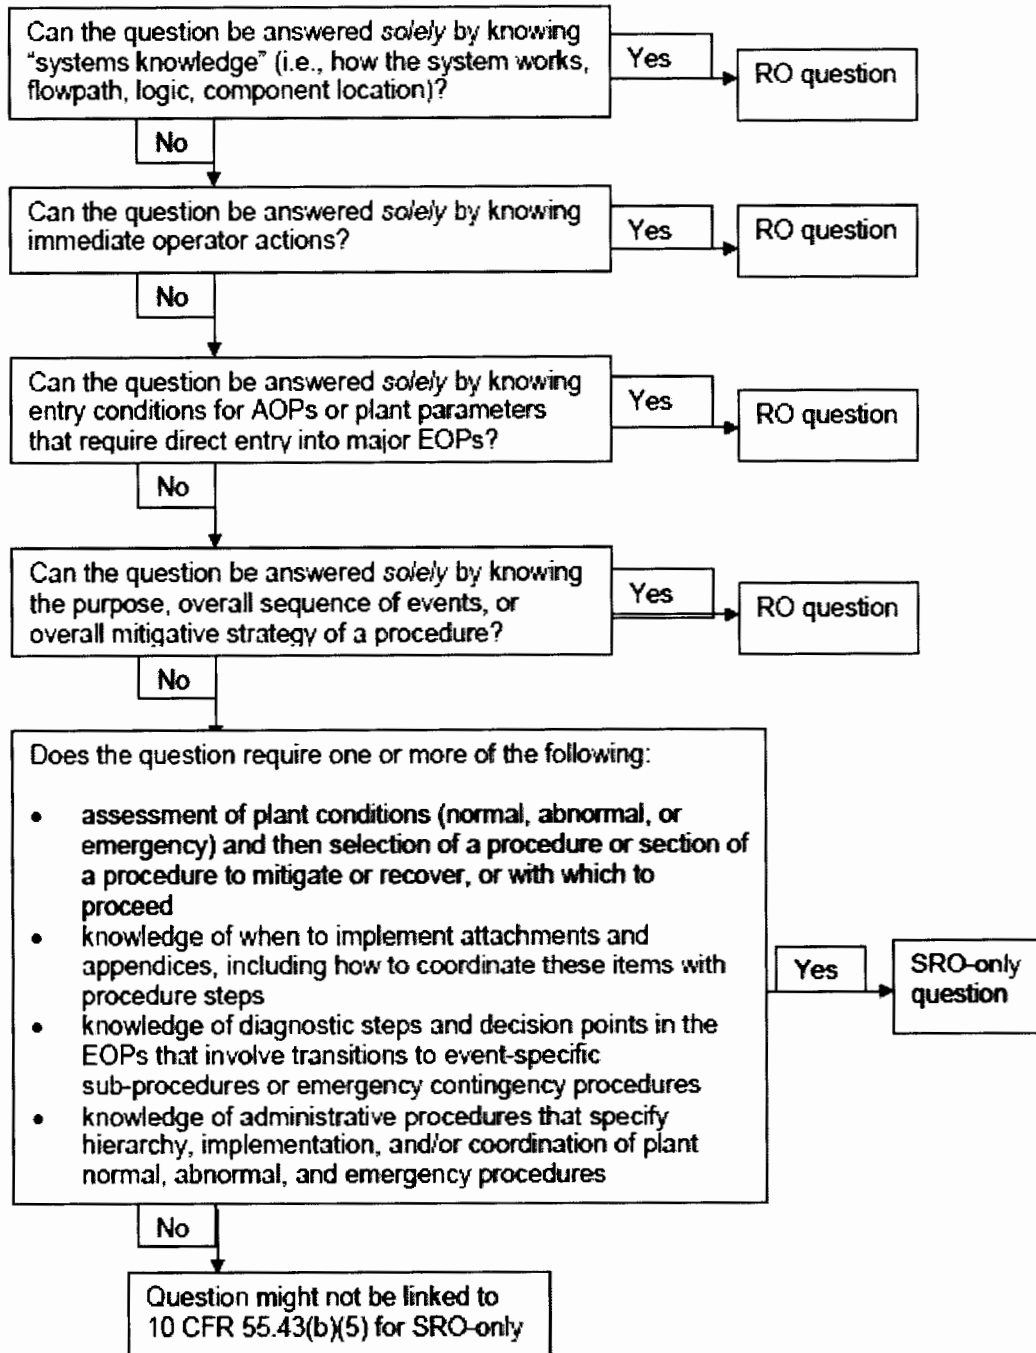 Can the question be answered solely by knowing
"systems knowledge" (i.e., how the system works,
flowpath, logic, component location)?
Yes
RO question
No
Can the question be answered solely by knowing
immediate operator actions?
Yes
RO question
No
Can the question be answered solely by knowing
entry conditions for AOPs or plant parameters
that require direct entry into major EOPs?
Yes
RO question
No
Can the question be answered solely by knowing
the purpose, overall sequence of events, or
overall mitigative strategy of a procedure?
Yes
RO question
No
Does the question require one or more of the following:
• assessment of plant conditions (normal, abnormal, or
emergency) and then selection of a procedure or section of
a procedure to mitigate or recover, or with which to
proceed
• knowledge of when to implement attachments and
appendices, including how to coordinate these items with
procedure steps
• knowledge of diagnostic steps and decision points in the
EOPs that involve transitions to event-specific
sub-procedures or emergency contingency procedures
• knowledge of administrative procedures that specify
hierarchy, implementation, and/or coordination of plant
normal, abnormal, and emergency procedures
Yes
SRO-only
question
No
Question might not be linked to
10 CFR 55.43(b)(5) for SRO-only